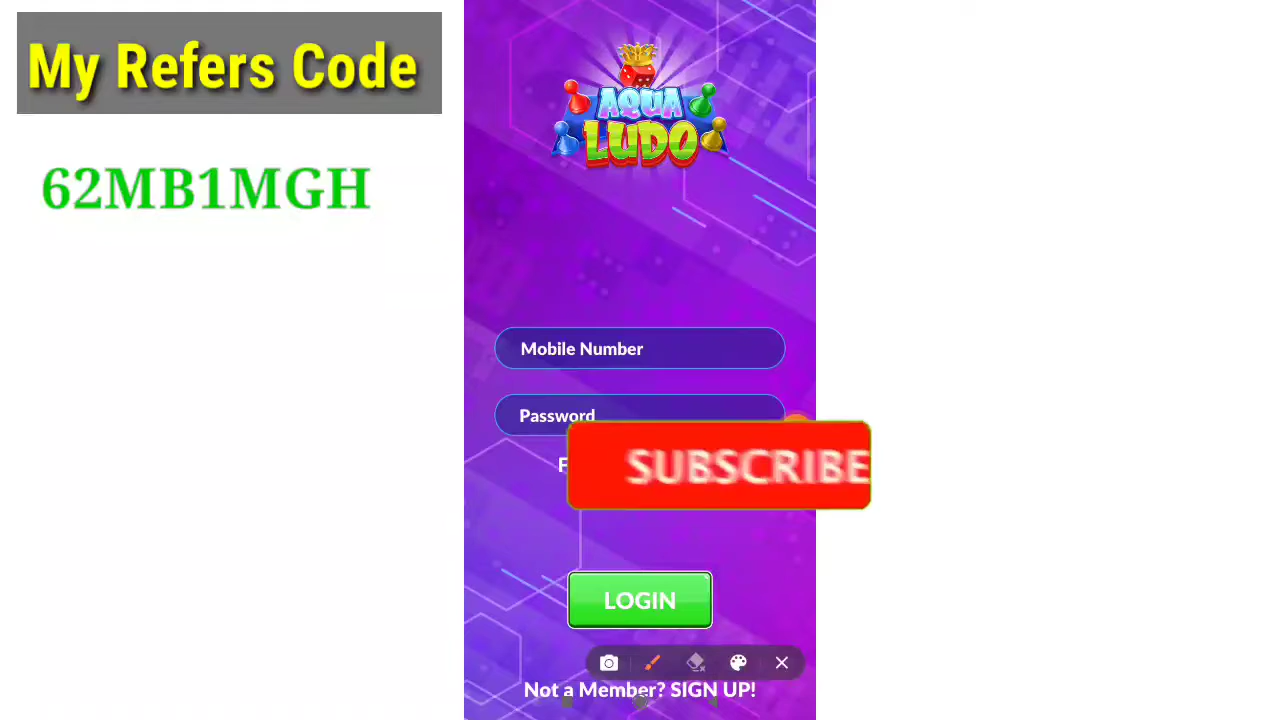 My Refers Code
62MB1MGH
AQUA
LUDO
Mobile Number
Password
SUBSCRIBE
LOGIN
Not a Member? SIGN UP!